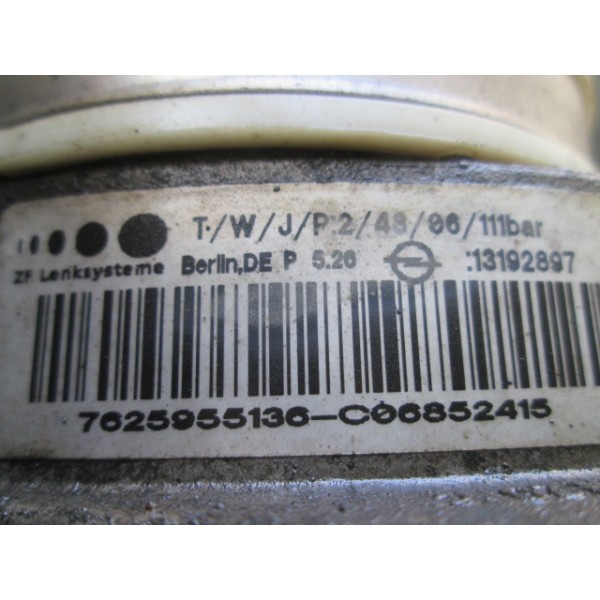 T/W/J/P:2/48/06/111bar
ZF Lenksysteme Berlin,DE P 5.26 :13192897
7625955136-C06852415